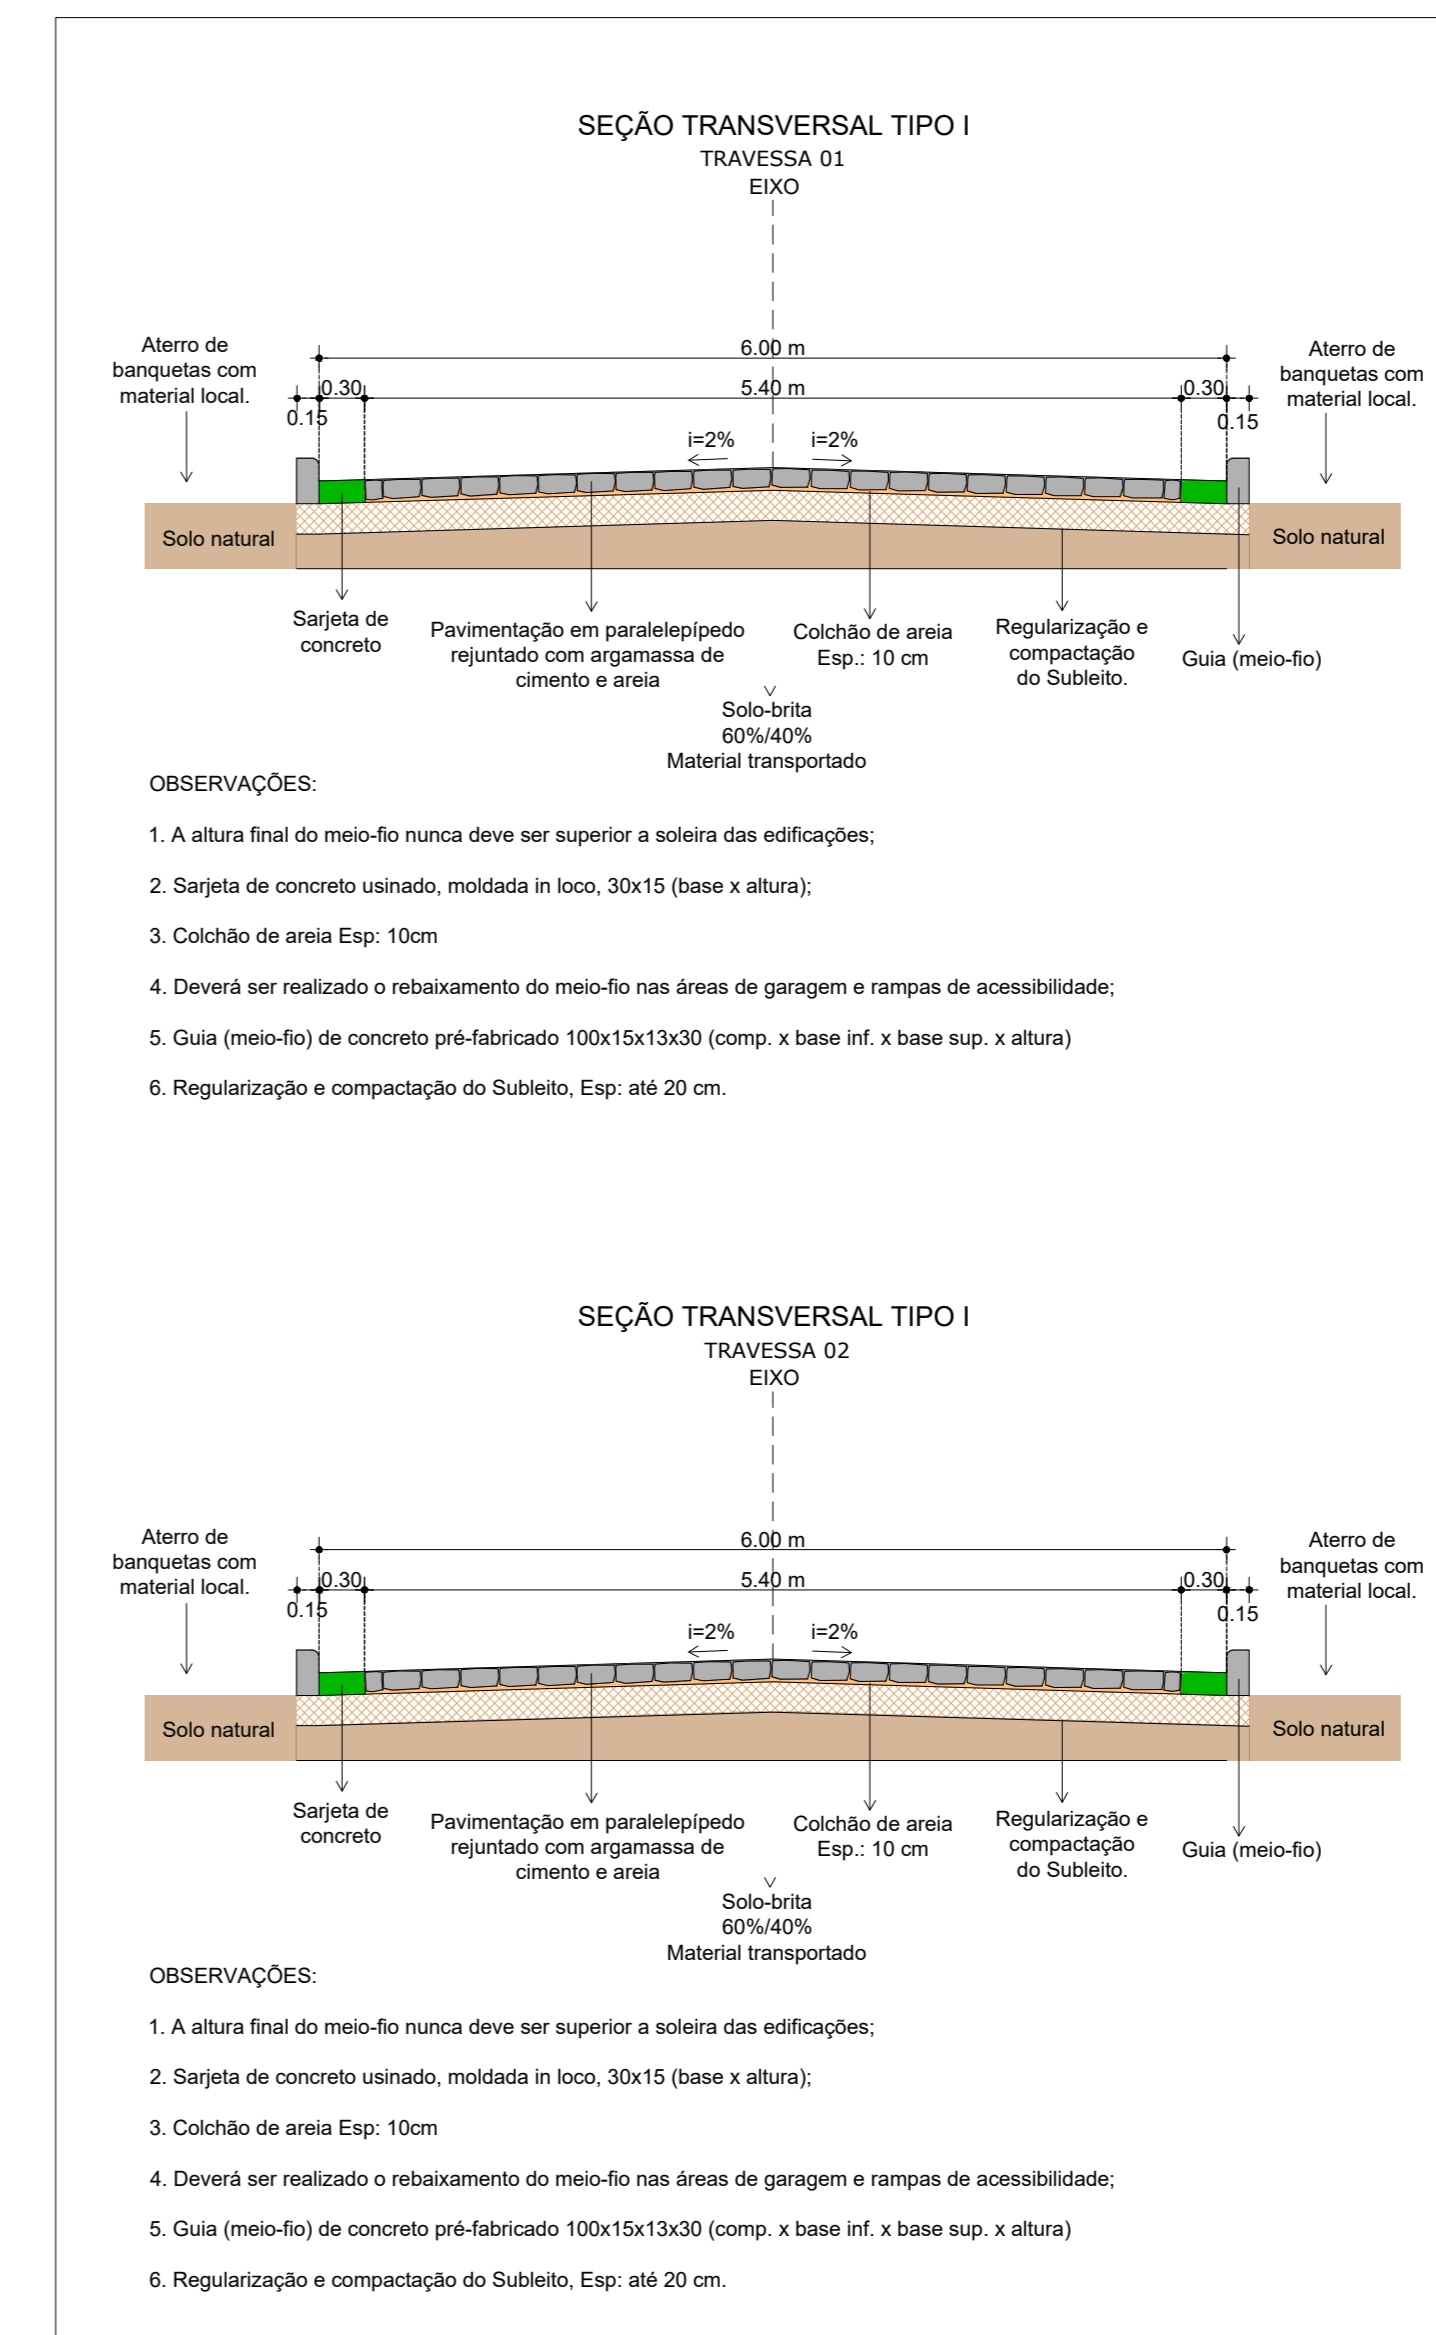 SEÇÃO TRANSVERSAL TIPO I
TRAVESSA 01
EIXO
Aterro de
banquetas com
material local.
6.00 m
Aterro de
banquetas com
material local.
0.30
5.40 m
0.30
0.15
0.15
i=2%
i=2%
Solo natural
Solo natural
Sarjeta de
concreto
Pavimentação em paralelepípedo
rejuntado com argamassa de
cimento e areia
Colchão de areia
Esp.: 10 cm
Regularização e
compactação
do Subleito.
Guia (meio-fio)
Solo-brita
60%/40%
Material transportado
OBSERVAÇÕES:
1. A altura final do meio-fio nunca deve ser superior a soleira das edificações;
2. Sarjeta de concreto usinado, moldada in loco, 30x15 (base x altura);
3. Colchão de areia Esp: 10cm
4. Deverá ser realizado o rebaixamento do meio-fio nas áreas de garagem e rampas de acessibilidade;
5. Guia (meio-fio) de concreto pré-fabricado 100x15x13x30 (comp. x base inf. x base sup. x altura)
6. Regularização e compactação do Subleito, Esp: até 20 cm.
SEÇÃO TRANSVERSAL TIPO I
TRAVESSA 02
EIXO
Aterro de
banquetas com
material local.
6.00 m
Aterro de
banquetas com
material local.
0.30
5.40 m
0.30
0.15
0.15
i=2%
i=2%
Solo natural
Solo natural
Sarjeta de
concreto
Pavimentação em paralelepípedo
rejuntado com argamassa de
cimento e areia
Colchão de areia
Esp.: 10 cm
Regularização e
compactação
do Subleito.
Guia (meio-fio)
Solo-brita
60%/40%
Material transportado
OBSERVAÇÕES:
1. A altura final do meio-fio nunca deve ser superior a soleira das edificações;
2. Sarjeta de concreto usinado, moldada in loco, 30x15 (base x altura);
3. Colchão de areia Esp: 10cm
4. Deverá ser realizado o rebaixamento do meio-fio nas áreas de garagem e rampas de acessibilidade;
5. Guia (meio-fio) de concreto pré-fabricado 100x15x13x30 (comp. x base inf. x base sup. x altura)
6. Regularização e compactação do Subleito, Esp: até 20 cm.